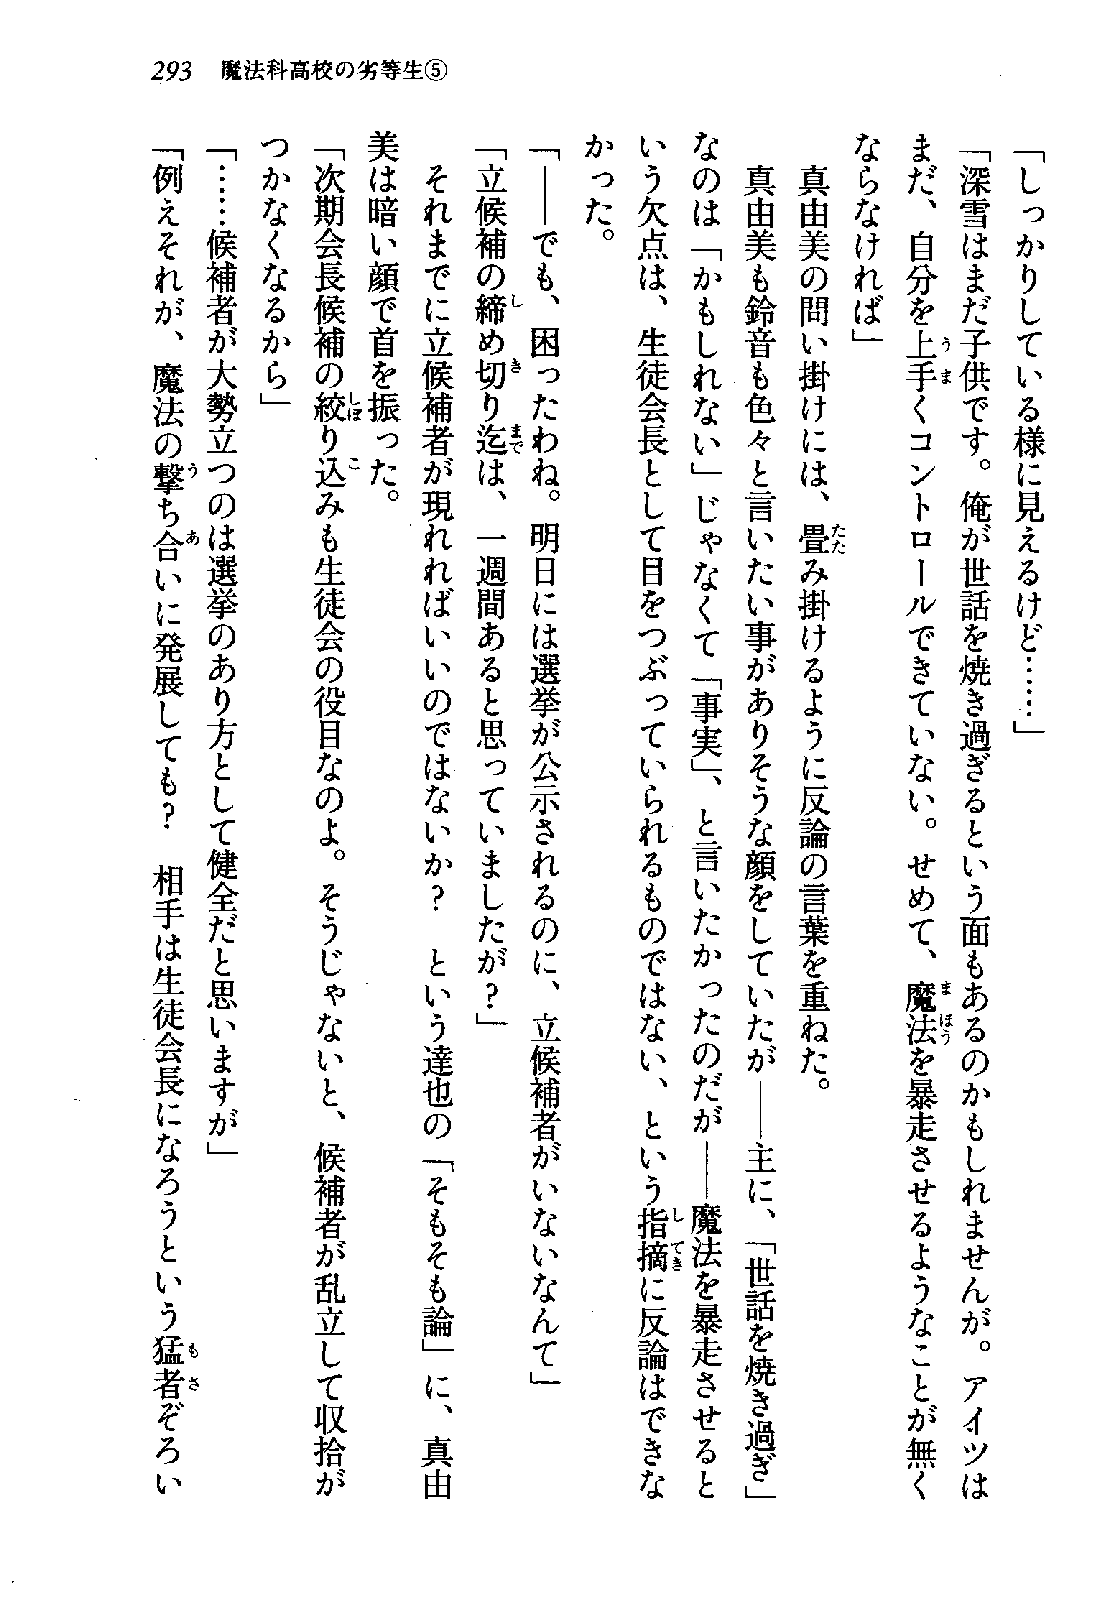 293 魔法科高校の劣等生⑤
「しっかりしている様に見えるけど……」
「深雪はまだ子供です。俺が世話を焼き過ぎるという面もあるのかもしれませんが。アイツは
まだ、自分を上手くコントロールできていない。せめて、魔法を暴走させるようなことが無く
ならなければ」
　真由美の問い掛けには、畳み掛けるように反論の言葉を重ねた。
　真由美も鈴音も色々と言いたい事がありそうな顔をしていたが――主に、「世話を焼き過ぎ」
なのは「かもしれない」じゃなくて「事実」、と言いたかったのだが――魔法を暴走させると
いう欠点は、生徒会長として目をつぶっていられるものではない、という指摘に反論はできな
かった。
「――でも、困ったわね。明日には選挙が公示されるのに、立候補者がいないなんて」
「立候補の締め切り迄は、一週間あると思っていましたが？」
　それまでに立候補者が現れればいいのではないか？　という達也の「そもそも論」に、真由
美は暗い顔で首を振った。
「次期会長候補の絞り込みも生徒会の役目なのよ。そうじゃないと、候補者が乱立して収拾が
つかなくなるから」
「……候補者が大勢立つのは選挙のあり方として健全だと思いますが」
「例えそれが、魔法の撃ち合いに発展しても？　相手は生徒会長になろうという猛者ぞろい